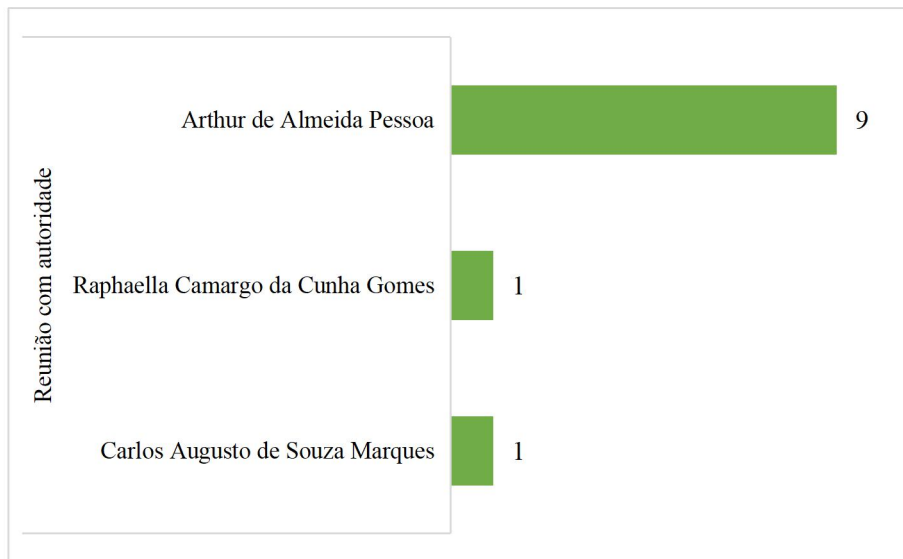 Reunião com autoridade
Arthur de Almeida Pessoa
9
Raphaella Camargo da Cunha Gomes
1
Carlos Augusto de Souza Marques
1